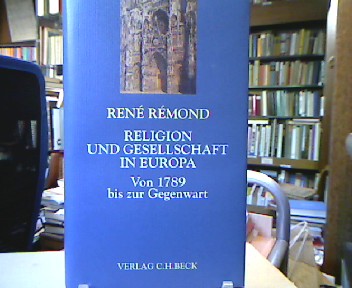 RENÉ RÉMOND
RELIGION
UND GESELLSCHAFT
IN EUROPA
Von 1789
bis zur Gegenwart
VERLAG C.H.BECK